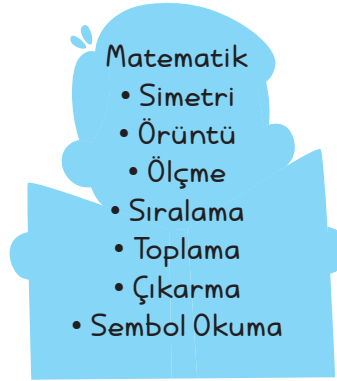 Matematik
• Simetri
• Örüntü
• Ölçme
• Sıralama
• Toplama
• Çıkarma
• Sembol Okuma